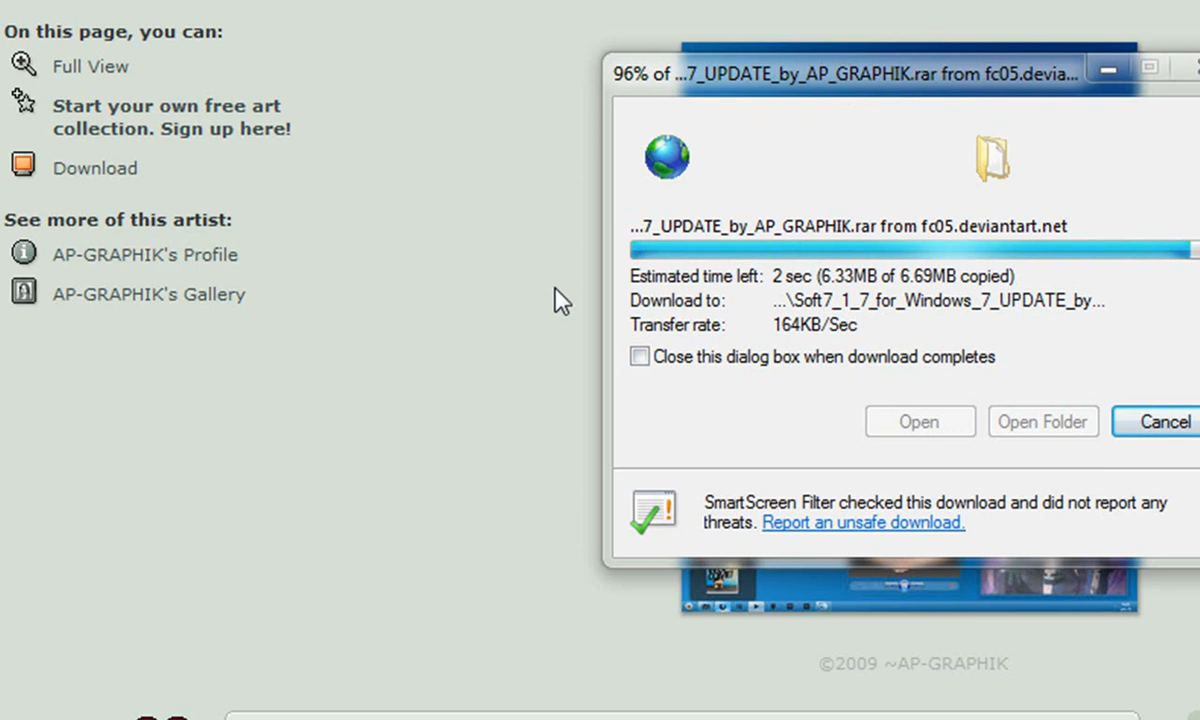 On this page, you can:
Full View
Start your own free art
collection. Sign up here!
Download
See more of this artist:
AP-GRAPHIK's Profile
AP-GRAPHIK's Gallery
96% of ...7_UPDATE_by_AP_GRAPHIK.rar from fc05.devia...
...7_UPDATE_by_AP_GRAPHIK.rar from fc05.deviantart.net
Estimated time left: 2 sec (6.33MB of 6.69MB copied)
Download to: ...\Soft7_1_7_for_Windows_7_UPDATE_by...
Transfer rate: 164KB/Sec
Close this dialog box when download completes
Open Open Folder Cancel
SmartScreen Filter checked this download and did not report any
threats. Report an unsafe download.
©2009 ~AP-GRAPHIK